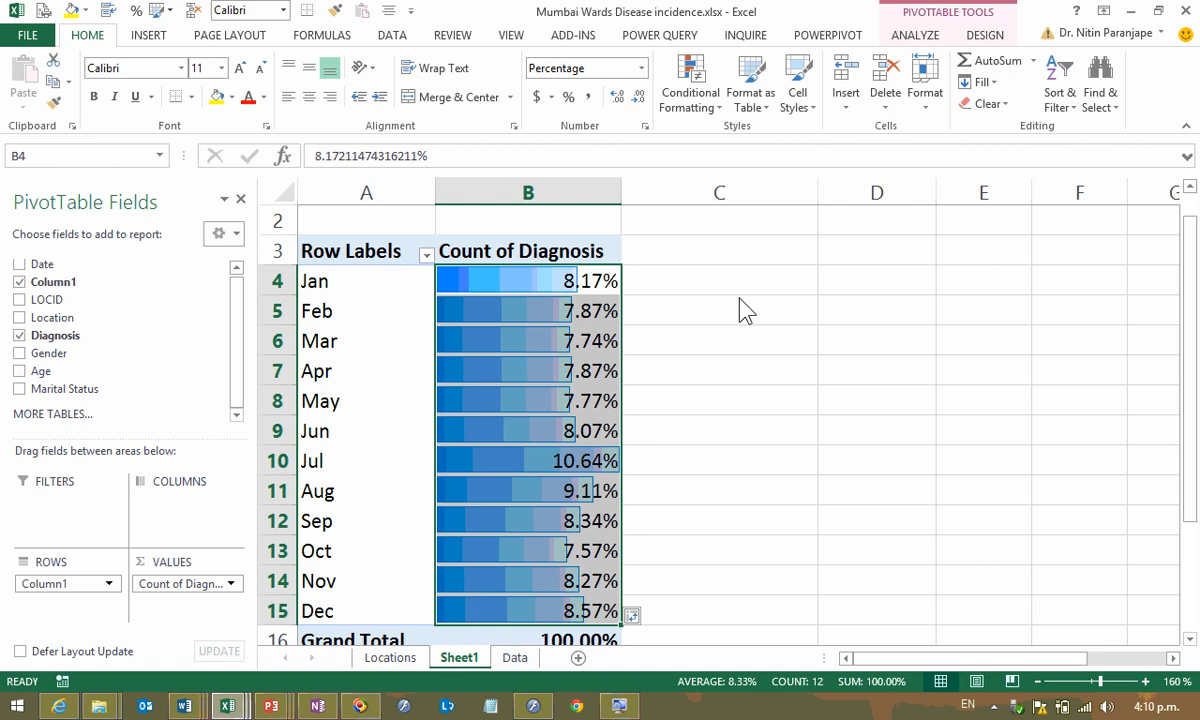 Calibri
Mumbai Wards Disease incidence.xlsx - Excel
PIVOTTABLE TOOLS
FILE HOME INSERT PAGE LAYOUT FORMULAS DATA REVIEW VIEW ADD-INS POWER QUERY INQUIRE POWERPIVOT ANALYZE DESIGN Dr. Nitin Paranjape
Paste
Calibri 11
B I U
Wrap Text
Merge & Center
Percentage
$ % ,
Conditional Formatting
Format as Table
Cell Styles
Insert
Delete
Format
AutoSum
Fill
Clear
Sort & Filter
Find & Select
Clipboard Font Alignment Number Styles Cells Editing
B4 fx 8.17211474316211%
PivotTable Fields
Choose fields to add to report:
Date
Column1
LOCID
Location
Diagnosis
Gender
Age
Marital Status
MORE TABLES...
Drag fields between areas below:
FILTERS COLUMNS
ROWS VALUES
Column1 Count of Diagn...
Defer Layout Update UPDATE
A B C D E F G
2
3 Row Labels Count of Diagnosis
4 Jan 8.17%
5 Feb 7.87%
6 Mar 7.74%
7 Apr 7.87%
8 May 7.77%
9 Jun 8.07%
10 Jul 10.64%
11 Aug 9.11%
12 Sep 8.34%
13 Oct 7.57%
14 Nov 8.27%
15 Dec 8.57%
16 Grand Total 100.00%
Locations Sheet1 Data
READY AVERAGE: 8.33% COUNT: 12 SUM: 100.00% 160 %
EN 4:10 p.m.